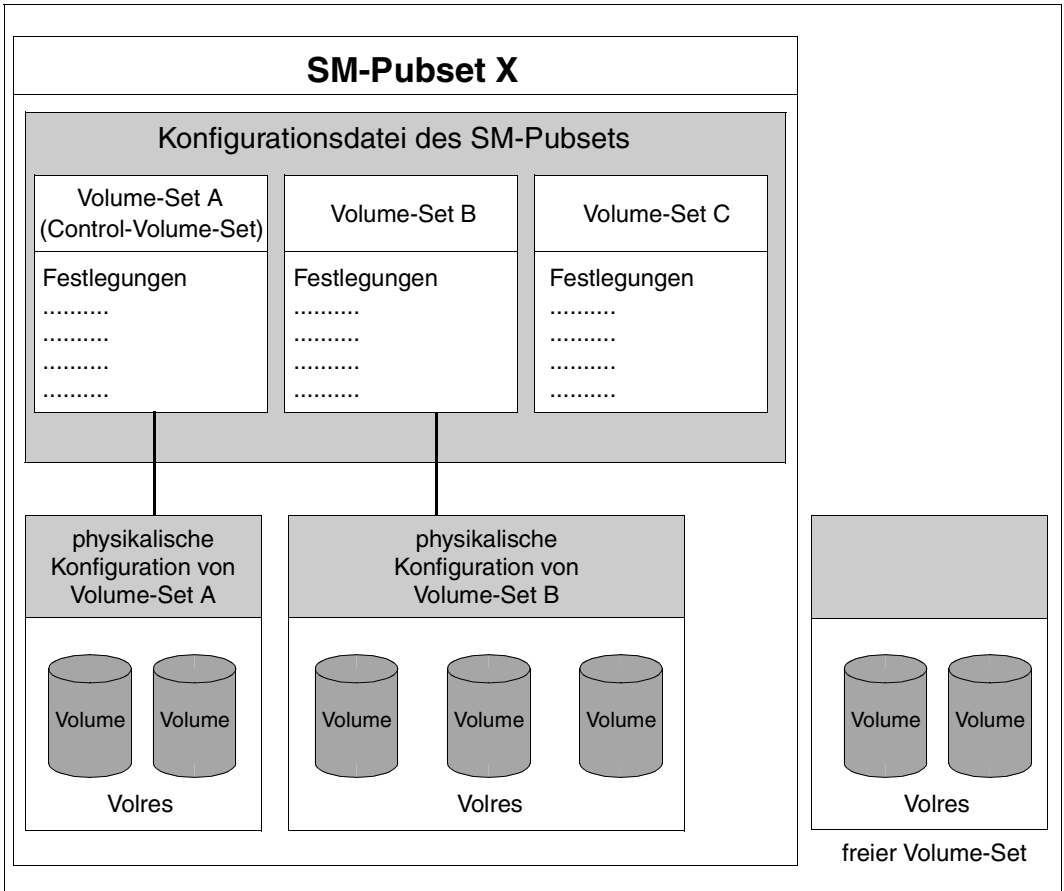 SM-Pubset X
Konfigurationsdatei des SM-Pubsets
Volume-Set A
(Control-Volume-Set)
Festlegungen
..........
..........
..........
..........
Volume-Set B
Festlegungen
..........
..........
..........
..........
Volume-Set C
Festlegungen
..........
..........
..........
..........
physikalische
Konfiguration von
Volume-Set A
Volume Volume
Volres
physikalische
Konfiguration von
Volume-Set B
Volume Volume Volume
Volres
Volume Volume
Volres
freier Volume-Set